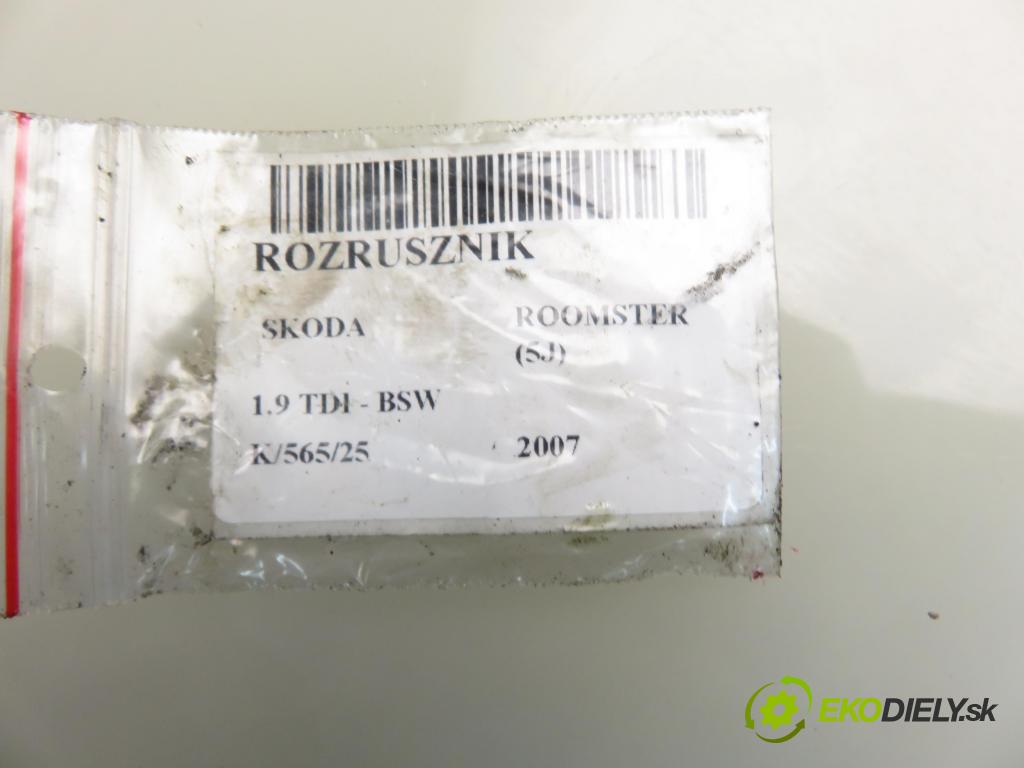 ROZRUSZNIK
SKODA ROOMSTER
(5J)
1.9 TDI - BSW
K/565/25 2007
EKODIELY.sk